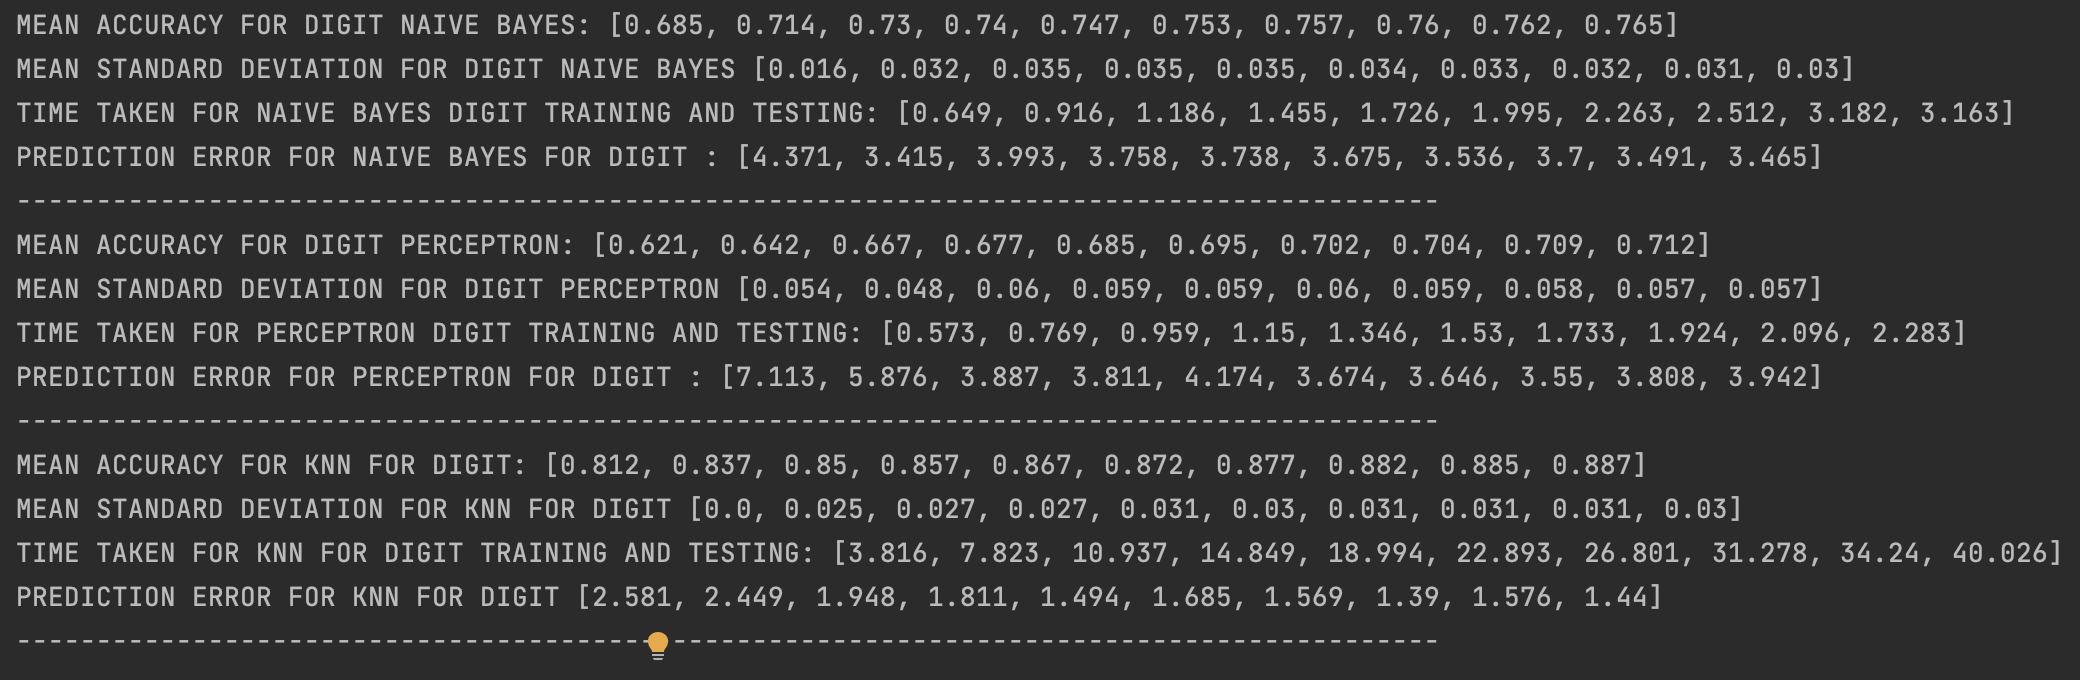 MEAN ACCURACY FOR DIGIT NAIVE BAYES: [0.685, 0.714, 0.73, 0.74, 0.747, 0.753, 0.757, 0.76, 0.762, 0.765]
MEAN STANDARD DEVIATION FOR DIGIT NAIVE BAYES [0.016, 0.032, 0.035, 0.035, 0.035, 0.034, 0.033, 0.032, 0.031, 0.03]
TIME TAKEN FOR NAIVE BAYES DIGIT TRAINING AND TESTING: [0.649, 0.916, 1.186, 1.455, 1.726, 1.995, 2.263, 2.512, 3.182, 3.163]
PREDICTION ERROR FOR NAIVE BAYES FOR DIGIT : [4.371, 3.415, 3.993, 3.758, 3.738, 3.675, 3.536, 3.7, 3.491, 3.465]
-----------------------------------------------------------------------------------------
MEAN ACCURACY FOR DIGIT PERCEPTRON: [0.621, 0.642, 0.667, 0.677, 0.685, 0.695, 0.702, 0.704, 0.709, 0.712]
MEAN STANDARD DEVIATION FOR DIGIT PERCEPTRON [0.054, 0.048, 0.06, 0.059, 0.059, 0.06, 0.059, 0.058, 0.057, 0.057]
TIME TAKEN FOR PERCEPTRON DIGIT TRAINING AND TESTING: [0.573, 0.769, 0.959, 1.15, 1.346, 1.53, 1.733, 1.924, 2.096, 2.283]
PREDICTION ERROR FOR PERCEPTRON FOR DIGIT : [7.113, 5.876, 3.887, 3.811, 4.174, 3.674, 3.646, 3.55, 3.808, 3.942]
-----------------------------------------------------------------------------------------
MEAN ACCURACY FOR KNN FOR DIGIT: [0.812, 0.837, 0.85, 0.857, 0.867, 0.872, 0.877, 0.882, 0.885, 0.887]
MEAN STANDARD DEVIATION FOR KNN FOR DIGIT [0.0, 0.025, 0.027, 0.027, 0.031, 0.03, 0.031, 0.031, 0.031, 0.03]
TIME TAKEN FOR KNN FOR DIGIT TRAINING AND TESTING: [3.816, 7.823, 10.937, 14.849, 18.994, 22.893, 26.801, 31.278, 34.24, 40.026]
PREDICTION ERROR FOR KNN FOR DIGIT [2.581, 2.449, 1.948, 1.811, 1.494, 1.685, 1.569, 1.39, 1.576, 1.44]
-----------------------------------------------------------------------------------------